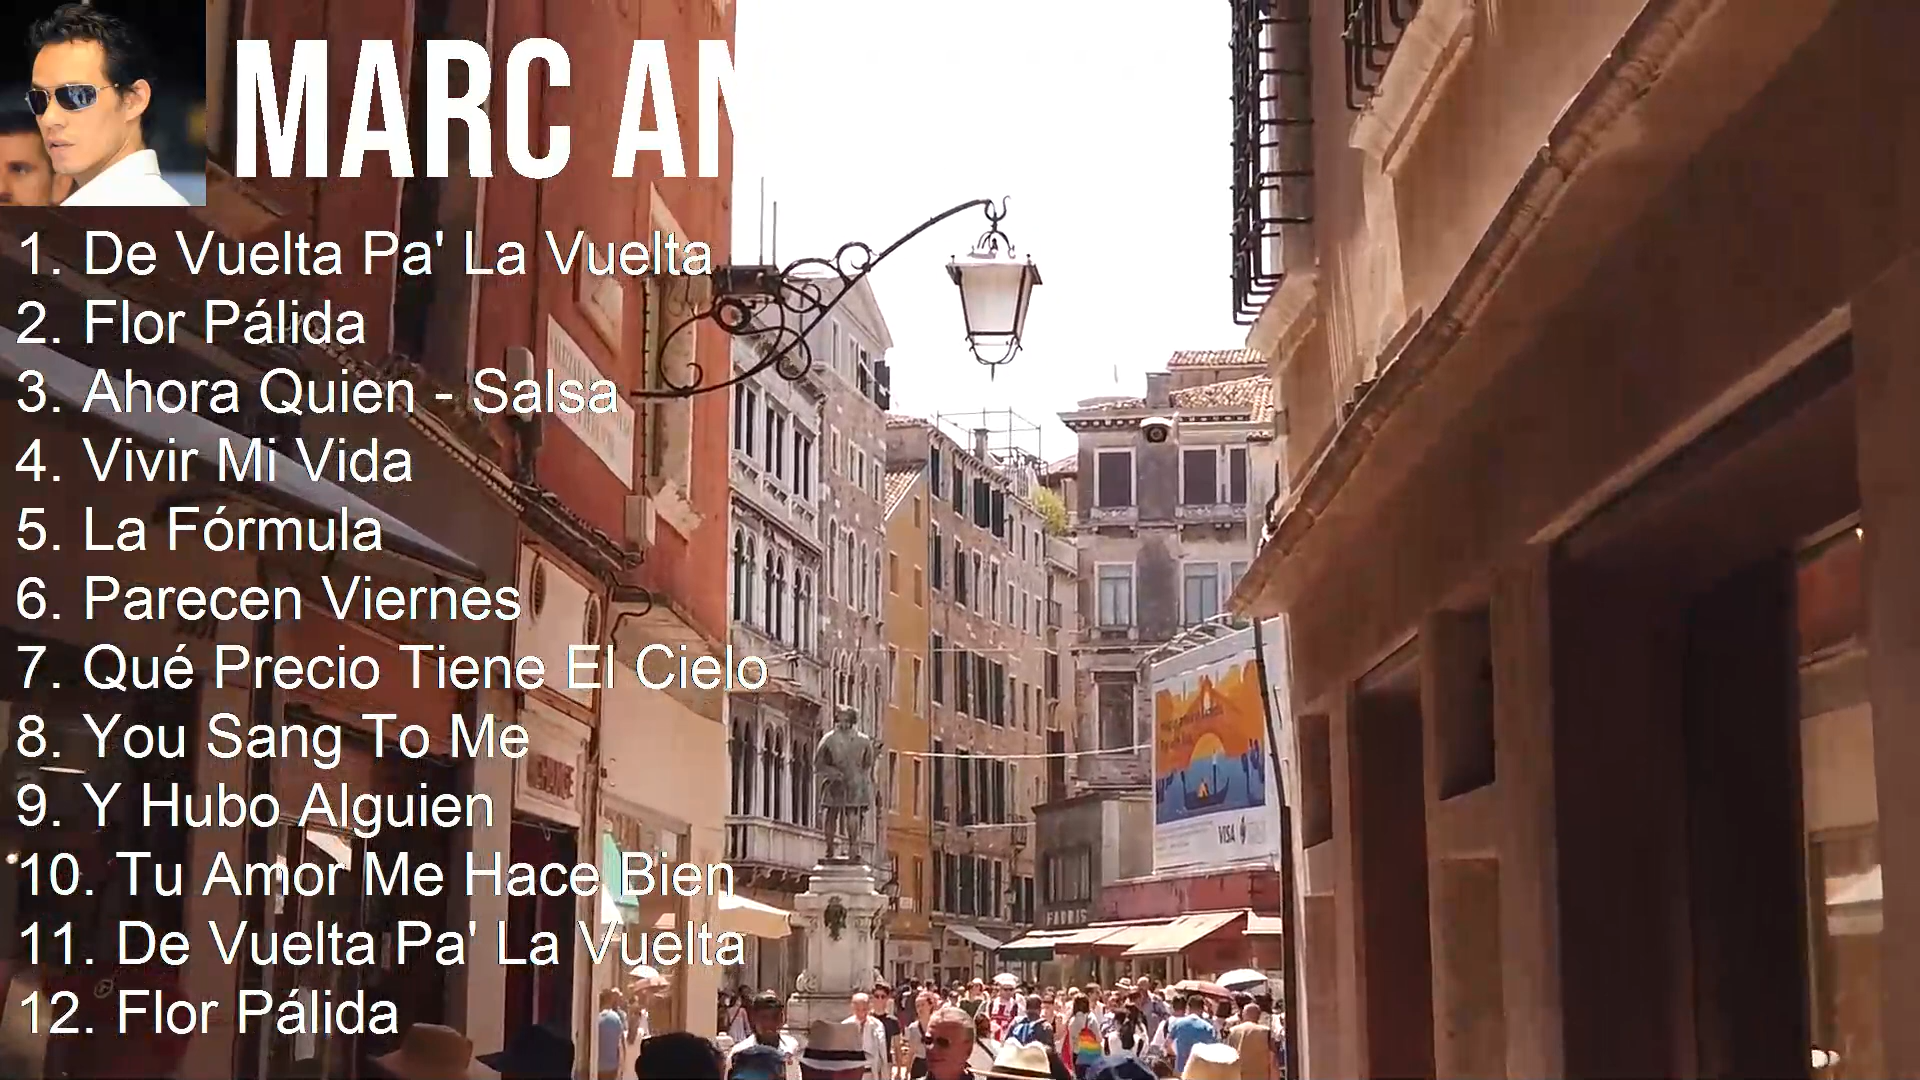 MARC AN
1. De Vuelta Pa' La Vuelta
2. Flor Pálida
3. Ahora Quien - Salsa
4. Vivir Mi Vida
5. La Fórmula
6. Parecen Viernes
7. Qué Precio Tiene El Cielo
8. You Sang To Me
9. Y Hubo Alguien
10. Tu Amor Me Hace Bien
11. De Vuelta Pa' La Vuelta
12. Flor Pálida
VISA
FABRIS